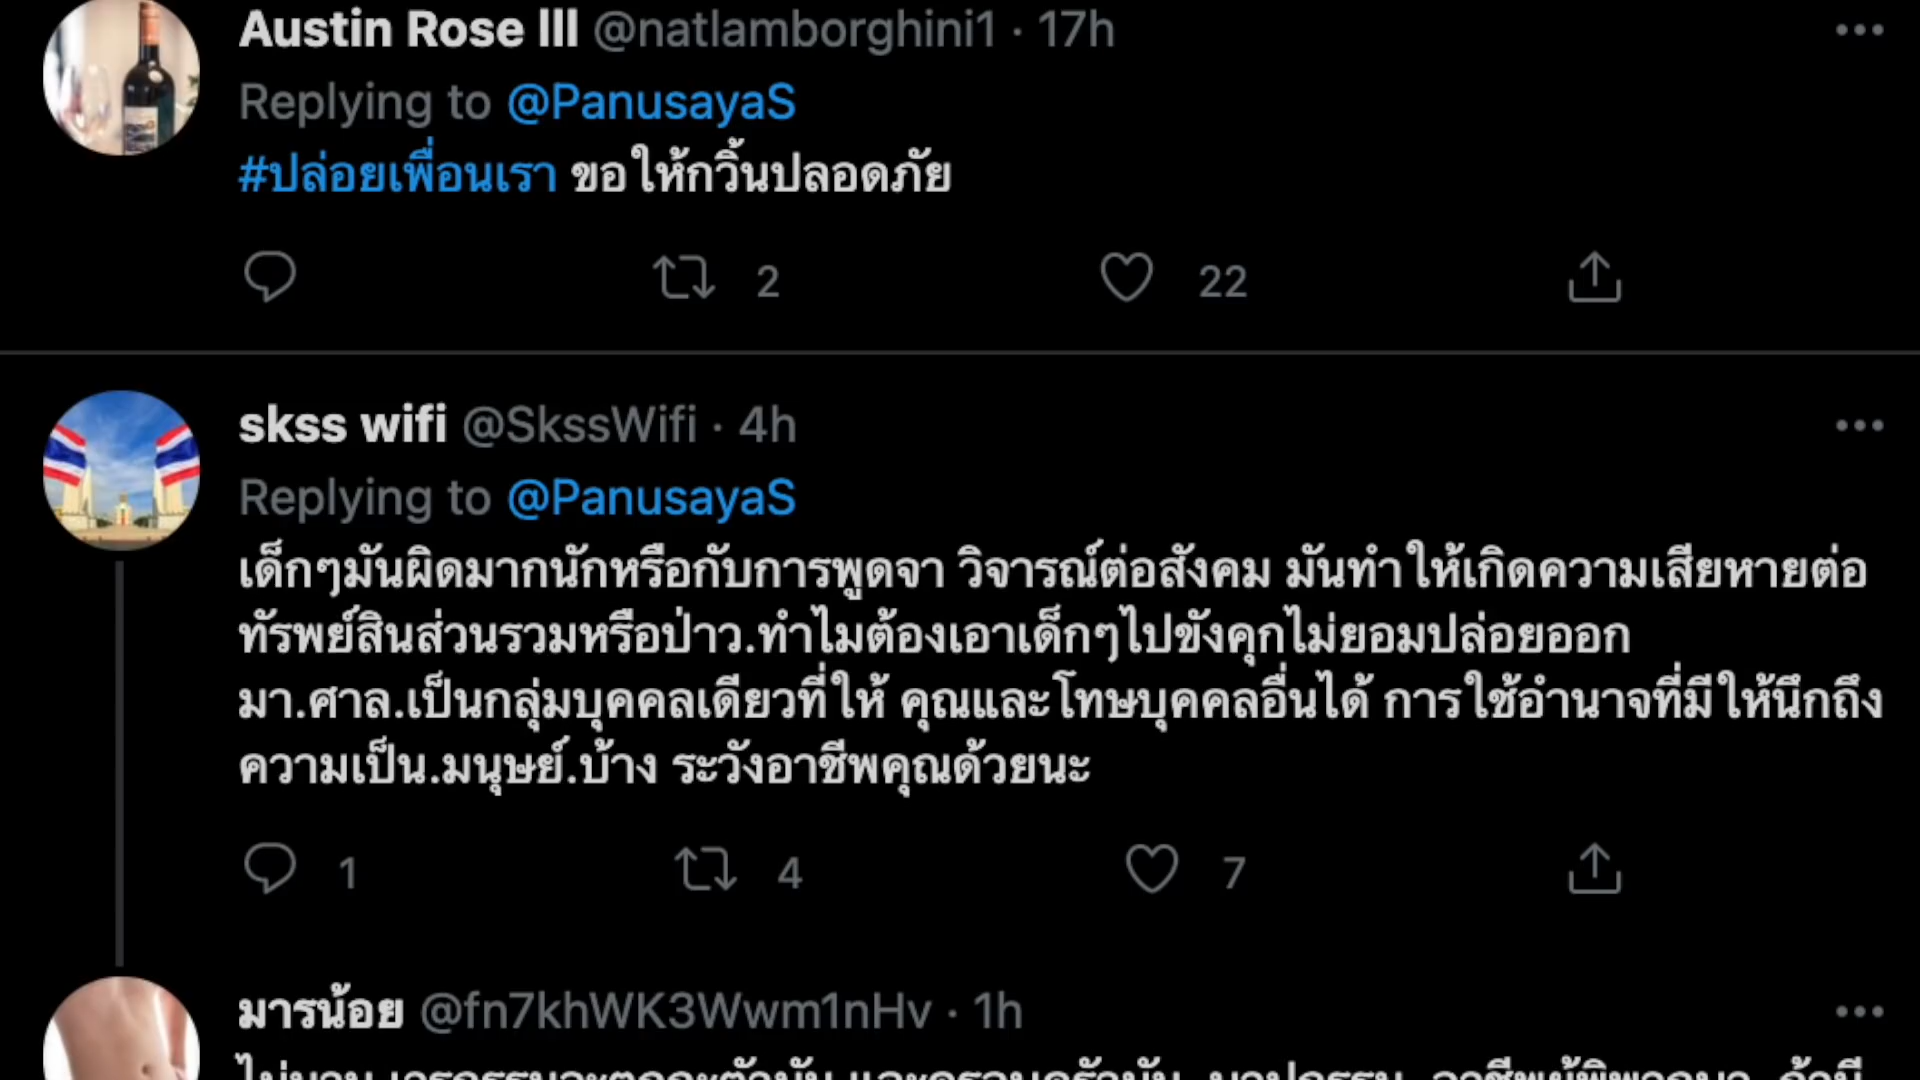 Austin Rose lll @natlamborghini1 · 17h
Replying to @PanusayaS
#ปล่อยเพื่อนเรา ขอให้กวิ้นปลอดภัย
2 22
skss wifi @SkssWifi · 4h
Replying to @PanusayaS
เด็กๆมันผิดมากนักหรือกับการพูดจา วิจารณ์ต่อสังคม มันทำให้เกิดความเสียหายต่อ
ทัรพย์สินส่วนรวมหรือป่าว.ทำไมต้องเอาเด็กๆไปขังคุกไม่ยอมปล่อยออก
มา.ศาล.เป็นกลุ่มบุคคลเดียวที่ให้ คุณและโทษบุคคลอื่นได้ การใช้อำนาจที่มีให้นึกถึง
ความเป็น.มนุษย์.บ้าง ระวังอาชีพคุณด้วยนะ
1 4 7
มารน้อย @fn7khWK3Wwm1nHv · 1h